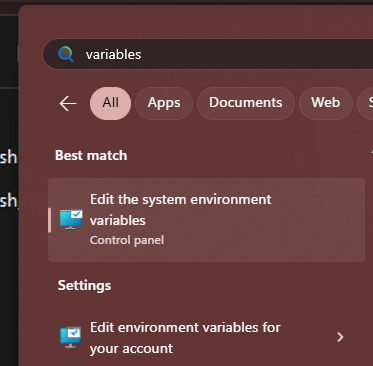 variables
All
Apps
Documents
Web
Best match
Edit the system environment
variables
Control panel
Settings
Edit environment variables for
your account